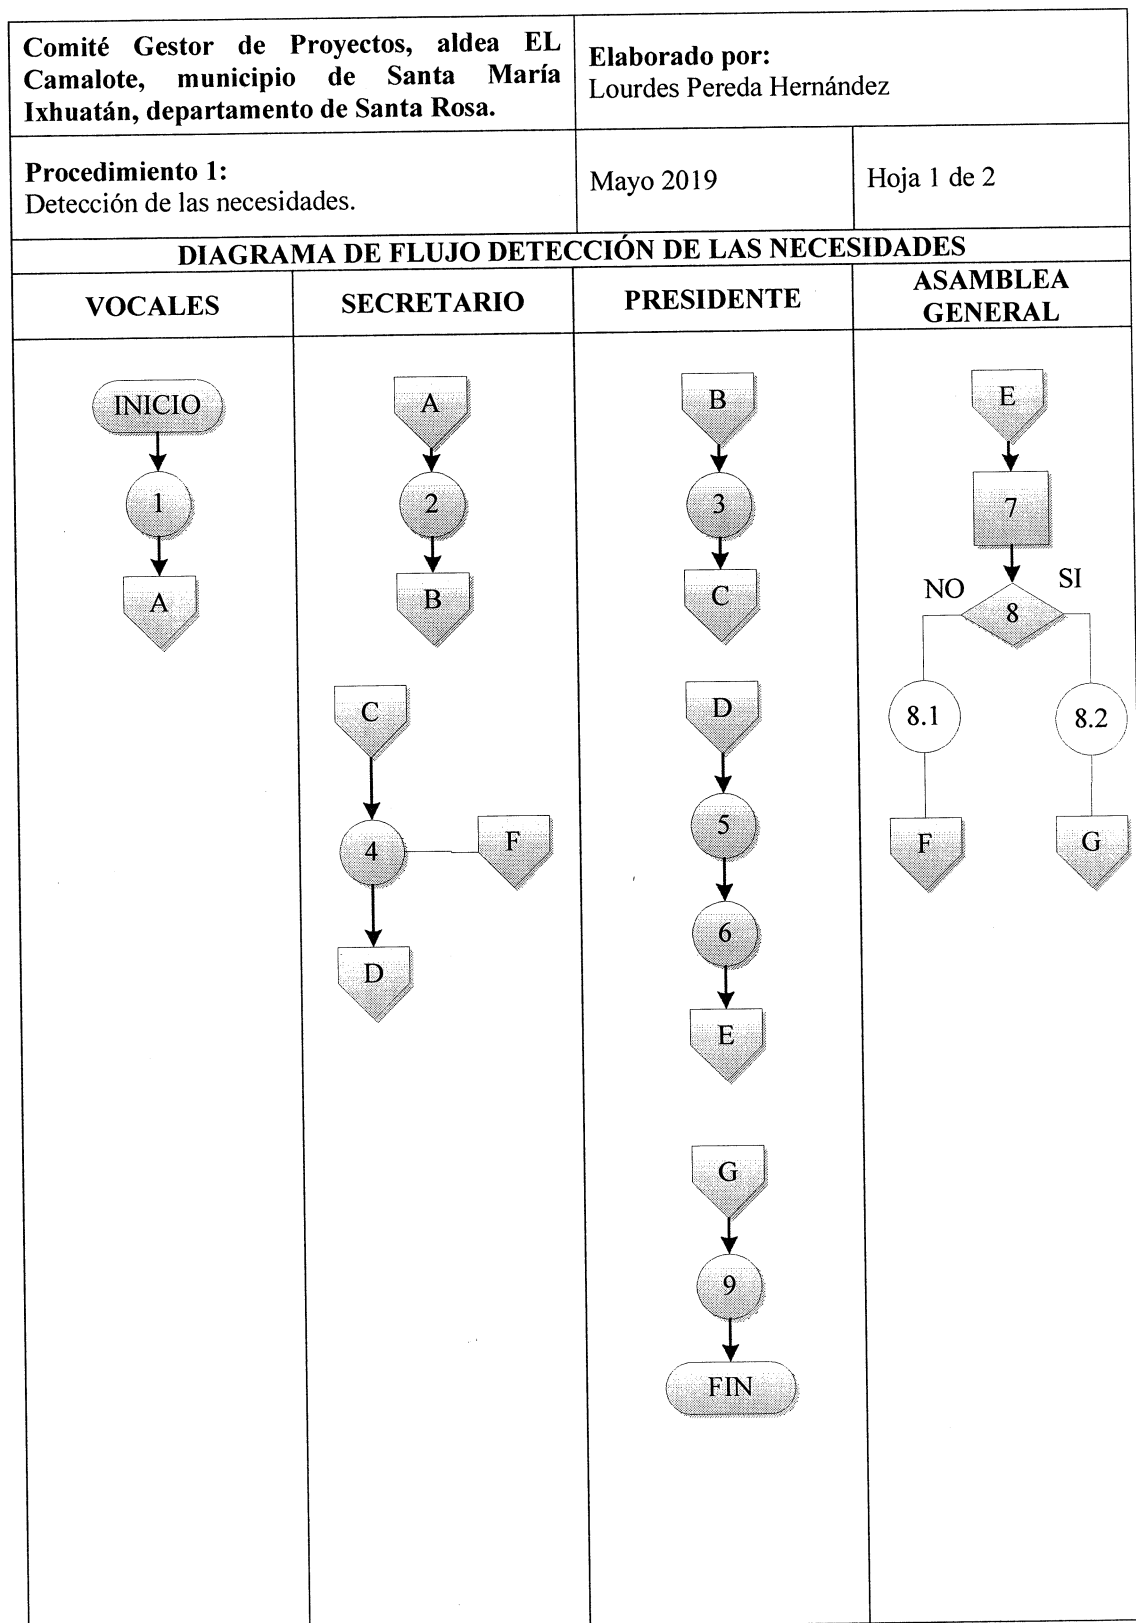 Comité Gestor de Proyectos, aldea EL
Camalote, municipio de Santa María
Ixhuatán, departamento de Santa Rosa.
Elaborado por:
Lourdes Pereda Hernández
Procedimiento 1:
Detección de las necesidades.
Mayo 2019
Hoja 1 de 2
DIAGRAMA DE FLUJO DETECCIÓN DE LAS NECESIDADES
VOCALES
SECRETARIO
PRESIDENTE
ASAMBLEA
GENERAL
INICIO
1
A
A
2
B
C
4
F
D
B
3
C
D
5
6
E
G
9
FIN
E
7
NO
SI
8
8.1
8.2
F
G